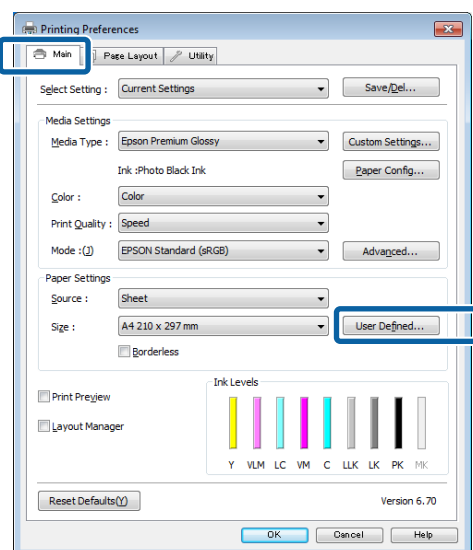 Printing Preferences
Main Page Layout Utility
Select Setting : Current Settings Save/Del...
Media Settings
Media Type : Epson Premium Glossy Custom Settings...
Ink :Photo Black Ink Paper Config...
Color : Color
Print Quality : Speed
Mode :(J) EPSON Standard (sRGB) Advanced...
Paper Settings
Source : Sheet
Size : A4 210 x 297 mm User Defined...
Borderless
Ink Levels
Print Preview
Layout Manager
Y VLM LC VM C LLK LK PK MK
Reset Defaults(Y) Version 6.70
OK Cancel Help